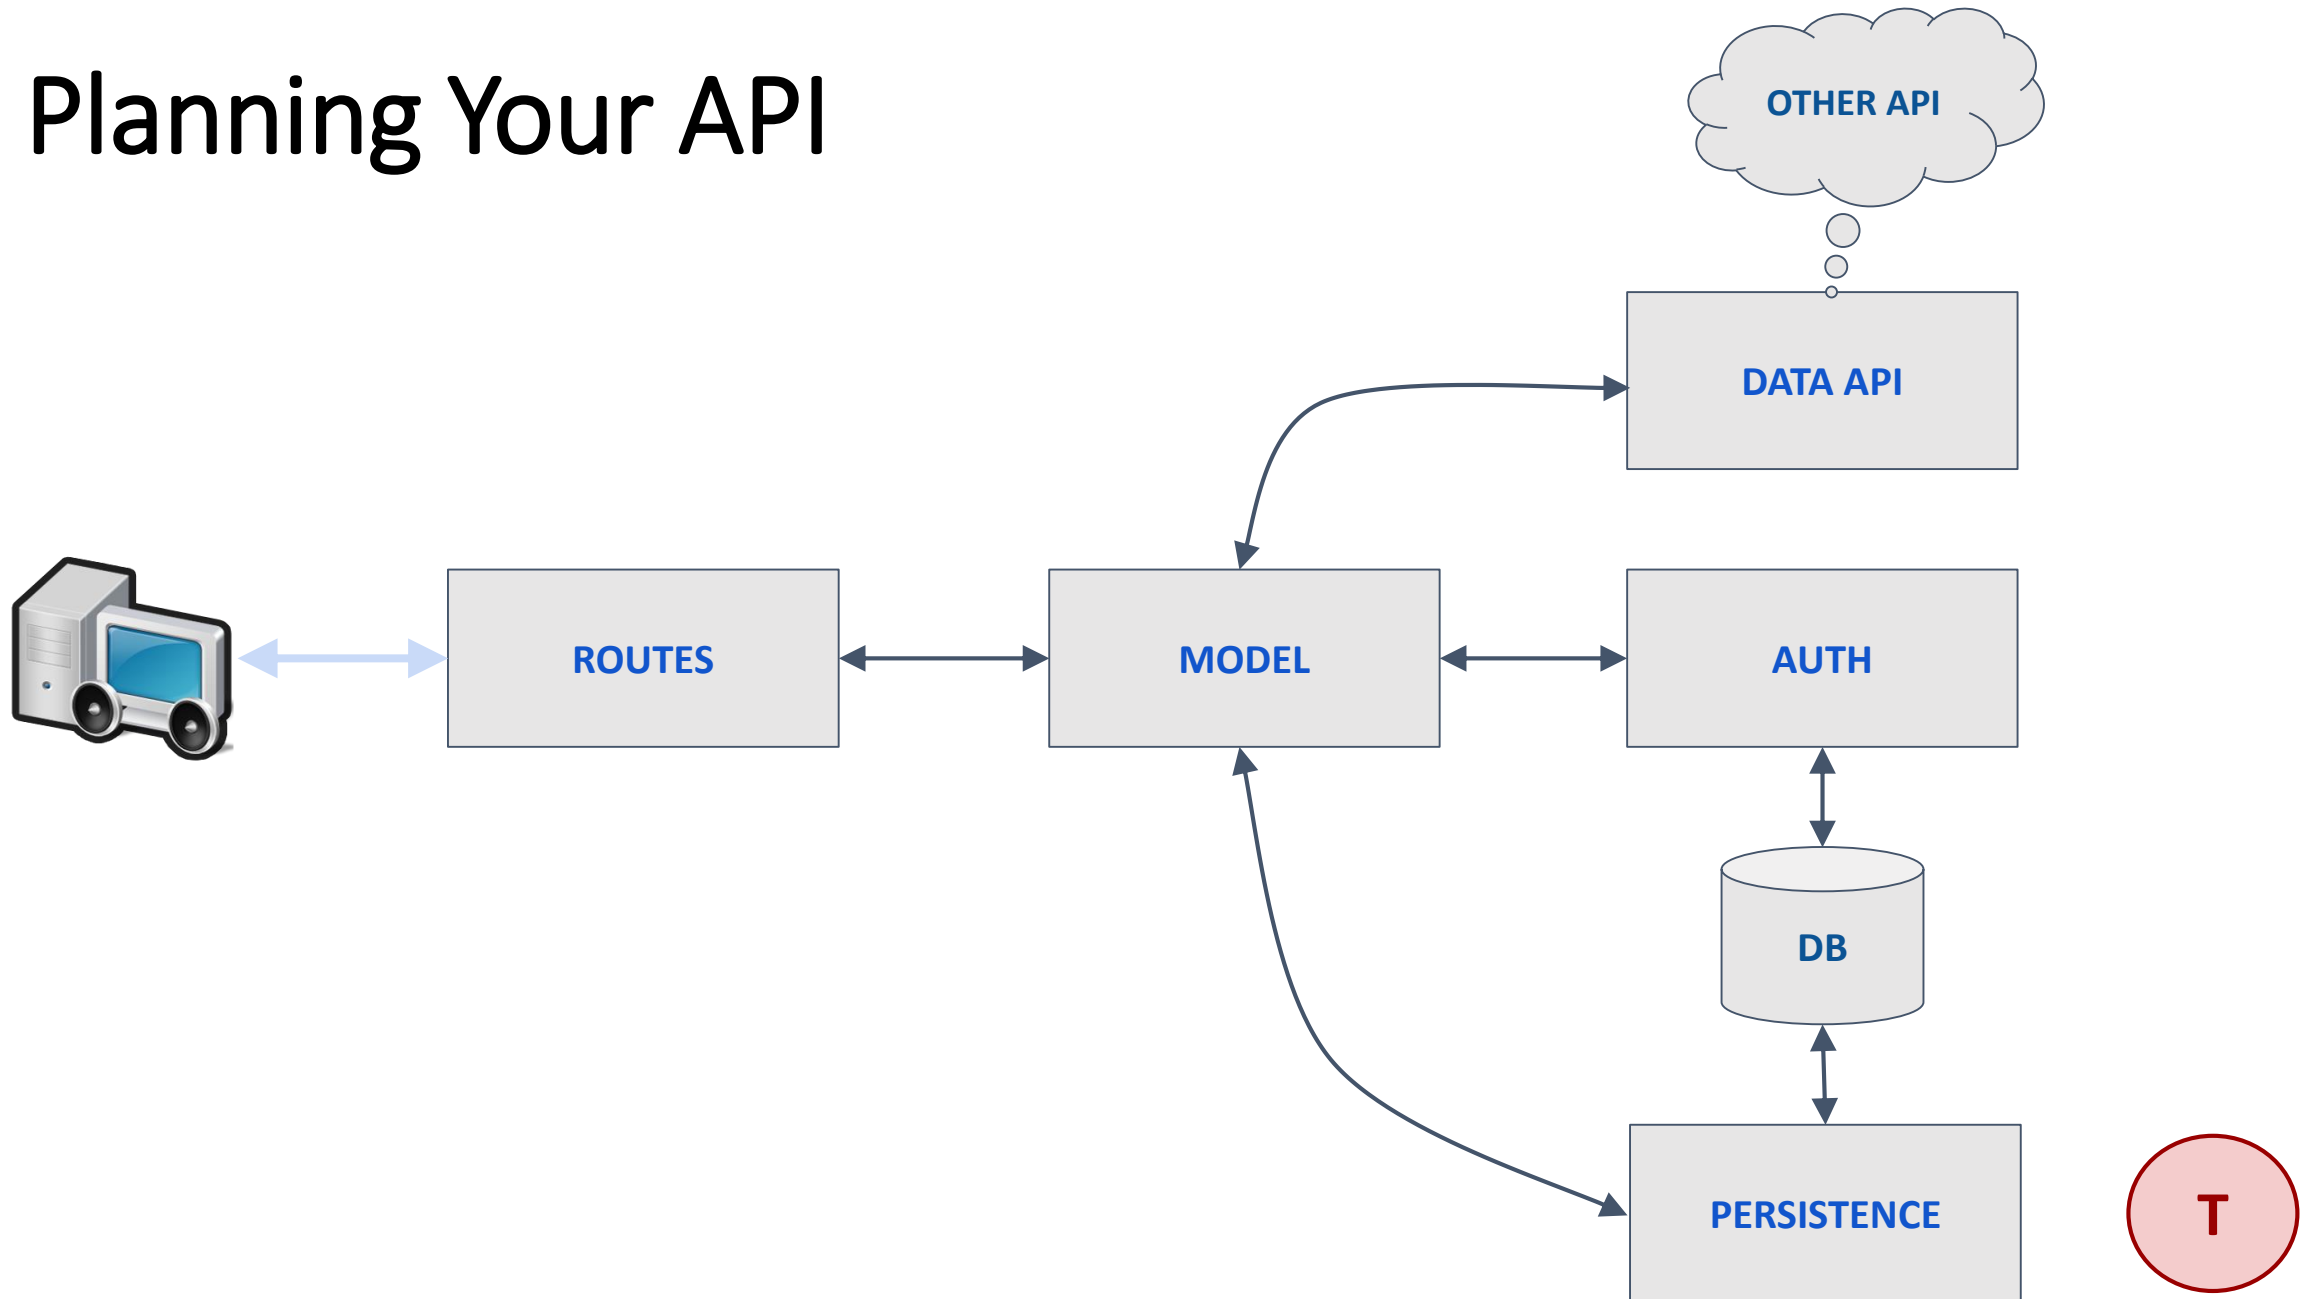 Planning Your API
OTHER API
DATA API
ROUTES
MODEL
AUTH
DB
PERSISTENCE
T